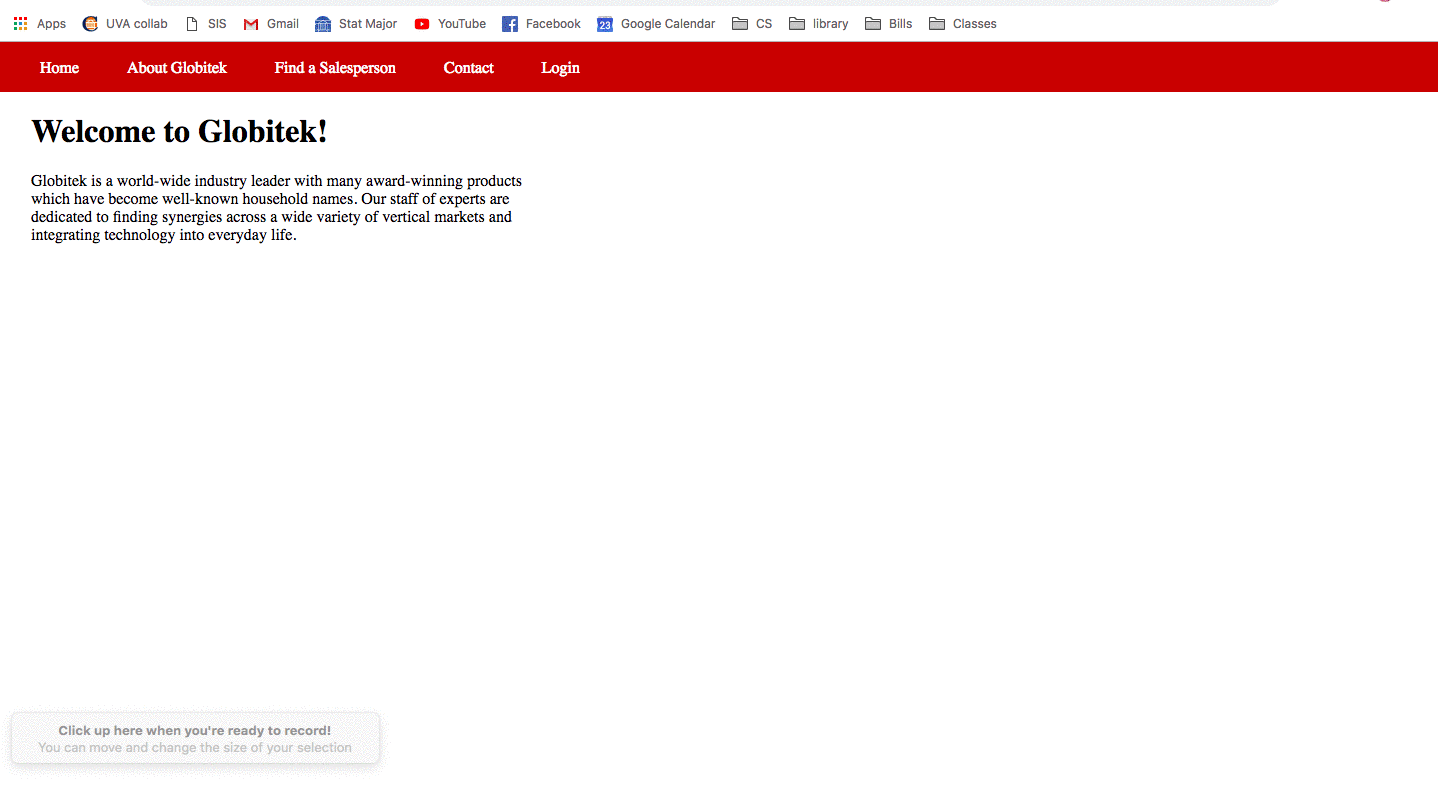 Apps UVA collab SIS Gmail Stat Major YouTube Facebook 23 Google Calendar CS library Bills Classes
Home About Globitek Find a Salesperson Contact Login
Welcome to Globitek!
Globitek is a world-wide industry leader with many award-winning products
which have become well-known household names. Our staff of experts are
dedicated to finding synergies across a wide variety of vertical markets and
integrating technology into everyday life.
Click up here when you're ready to record!
You can move and change the size of your selection